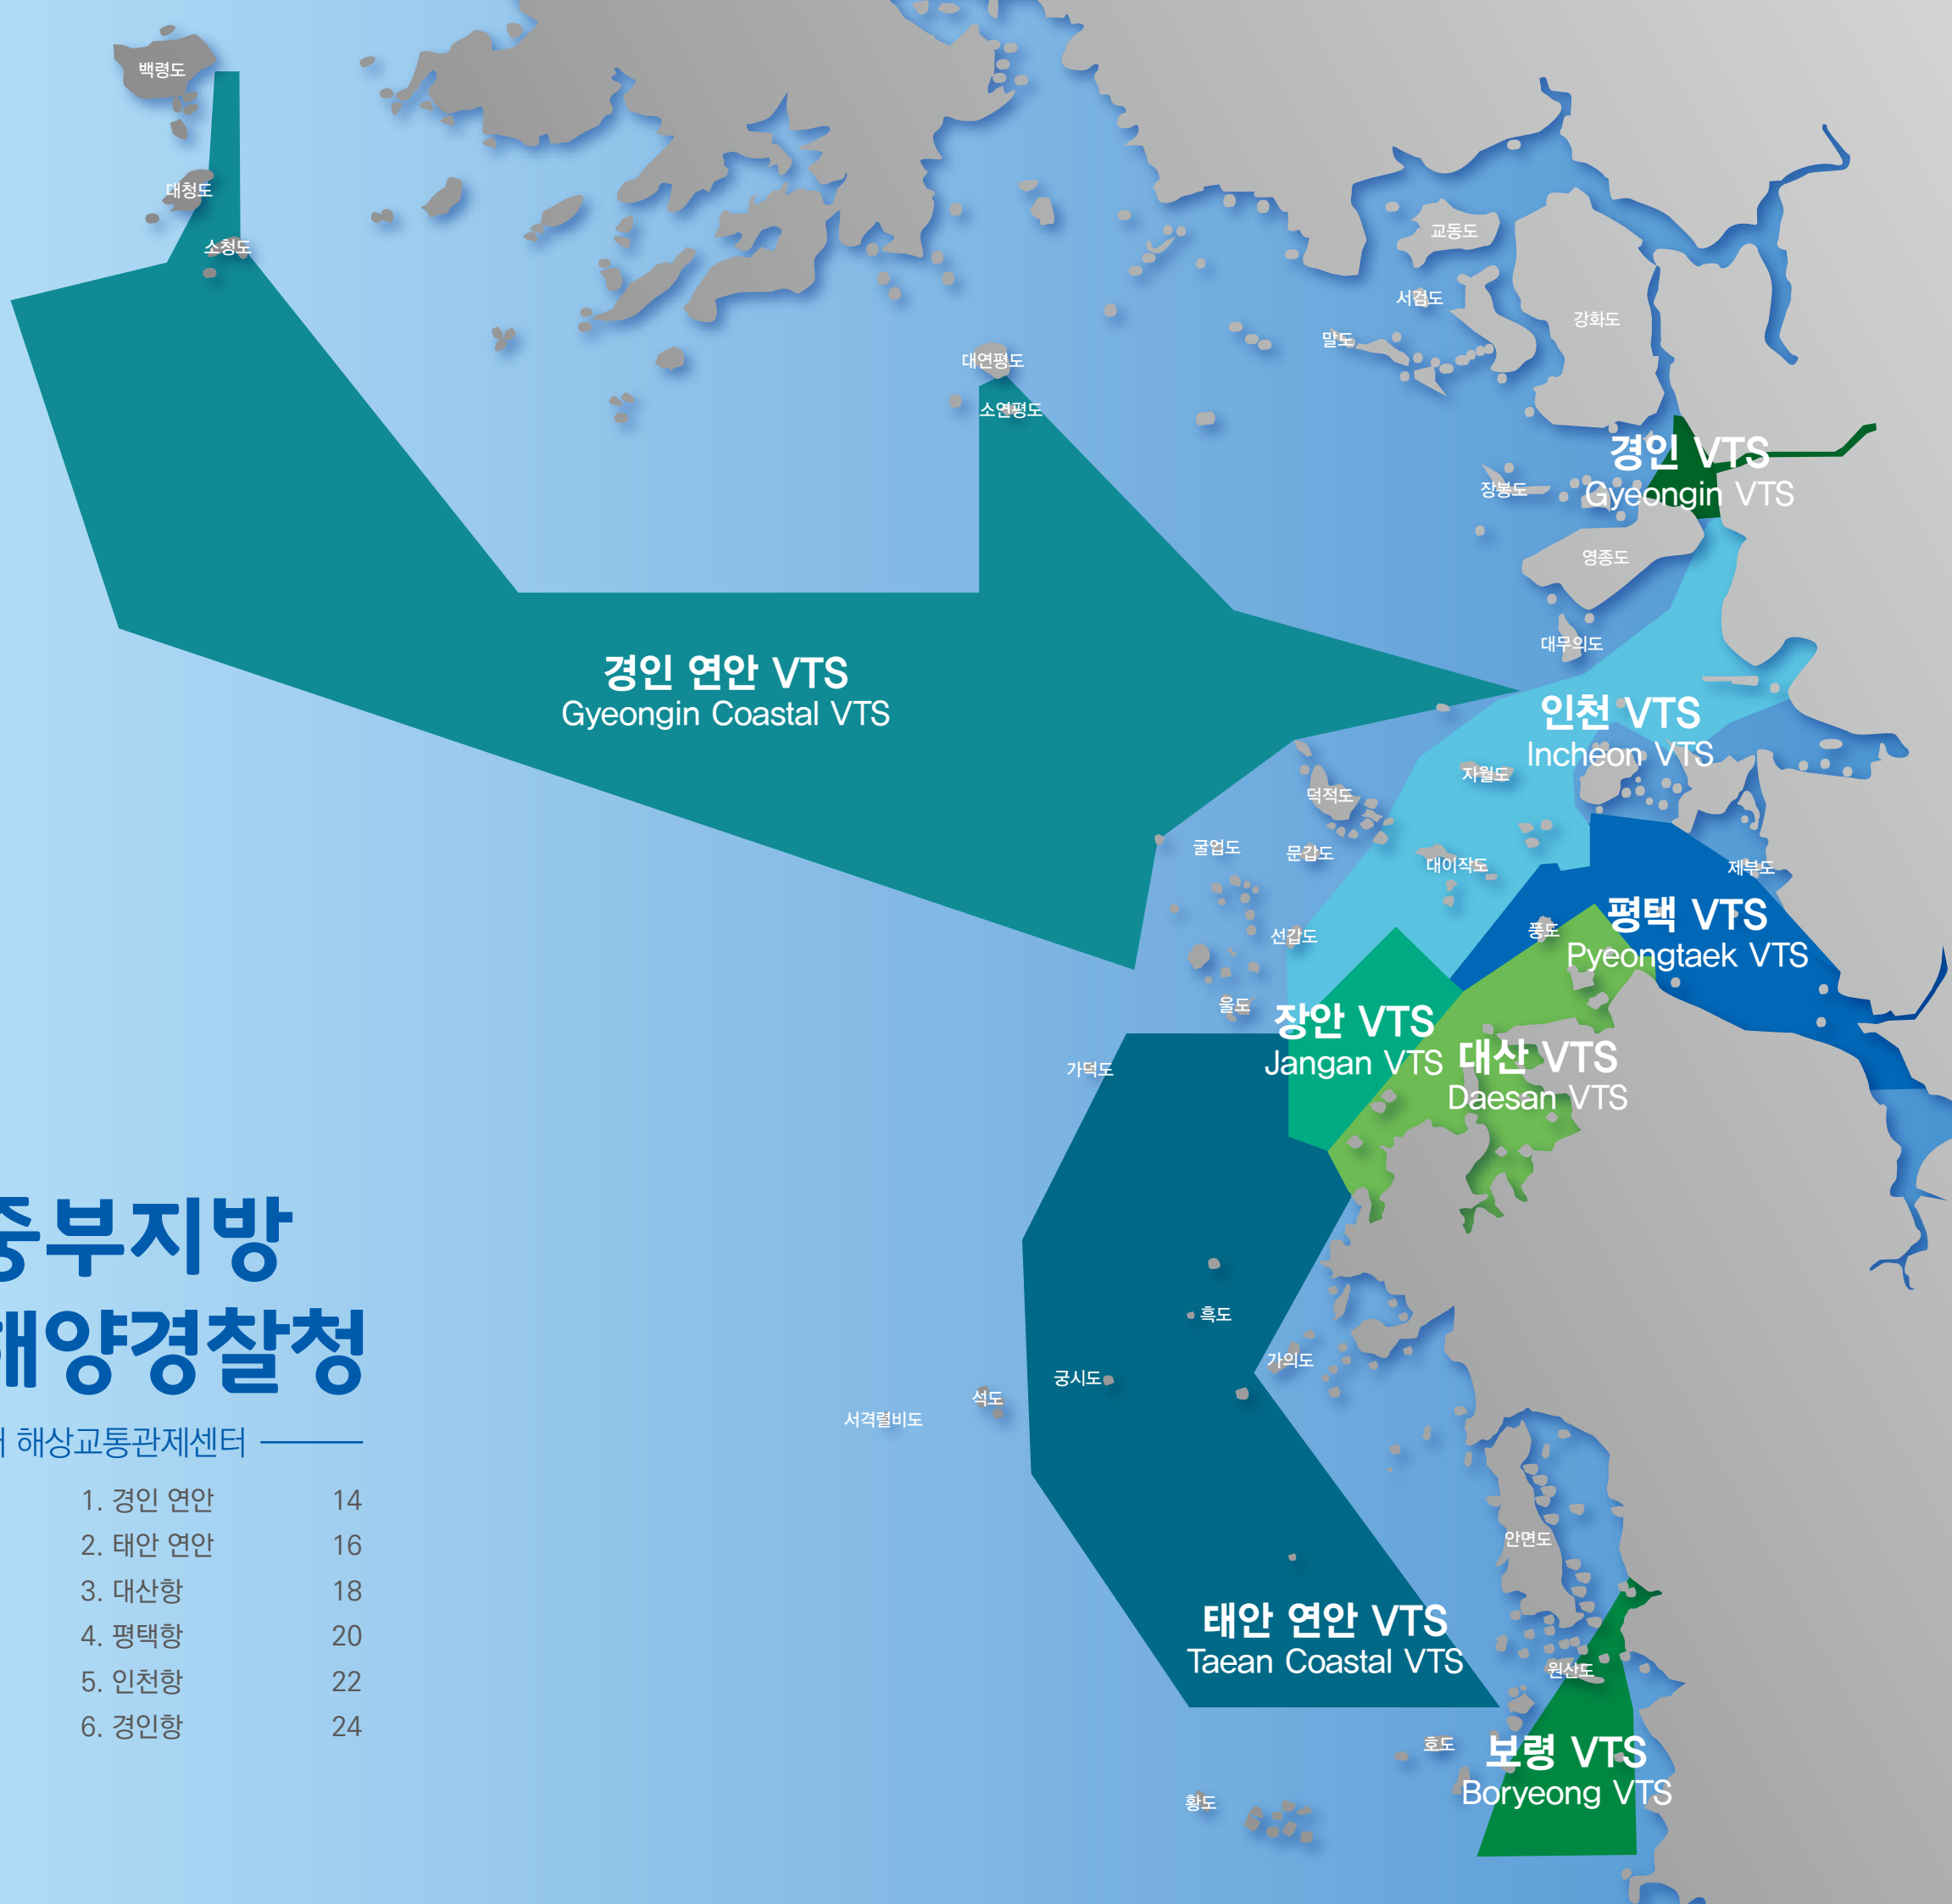 백령도
대청도
소청도
교동도
서검도
강화도
말도
대연평도
소연평도
경인 VTS
Gyeongin VTS
장봉도
영종도
대무의도
경인 연안 VTS
Gyeongin Coastal VTS
인천 VTS
Incheon VTS
자월도
덕적도
굴업도
문갑도
대이작도
제부도
평택 VTS
Pyeongtaek VTS
풍도
선갑도
울도
장안 VTS
Jangan VTS
대산 VTS
Daesan VTS
가덕도
흑도
가의도
궁시도
석도
서격렬비도
안면도
태안 연안 VTS
Taean Coastal VTS
원산도
호도
보령 VTS
Boryeong VTS
황도
중부지방
해양경찰청
해상교통관제센터
1. 경인 연안 14
2. 태안 연안 16
3. 대산항 18
4. 평택항 20
5. 인천항 22
6. 경인항 24